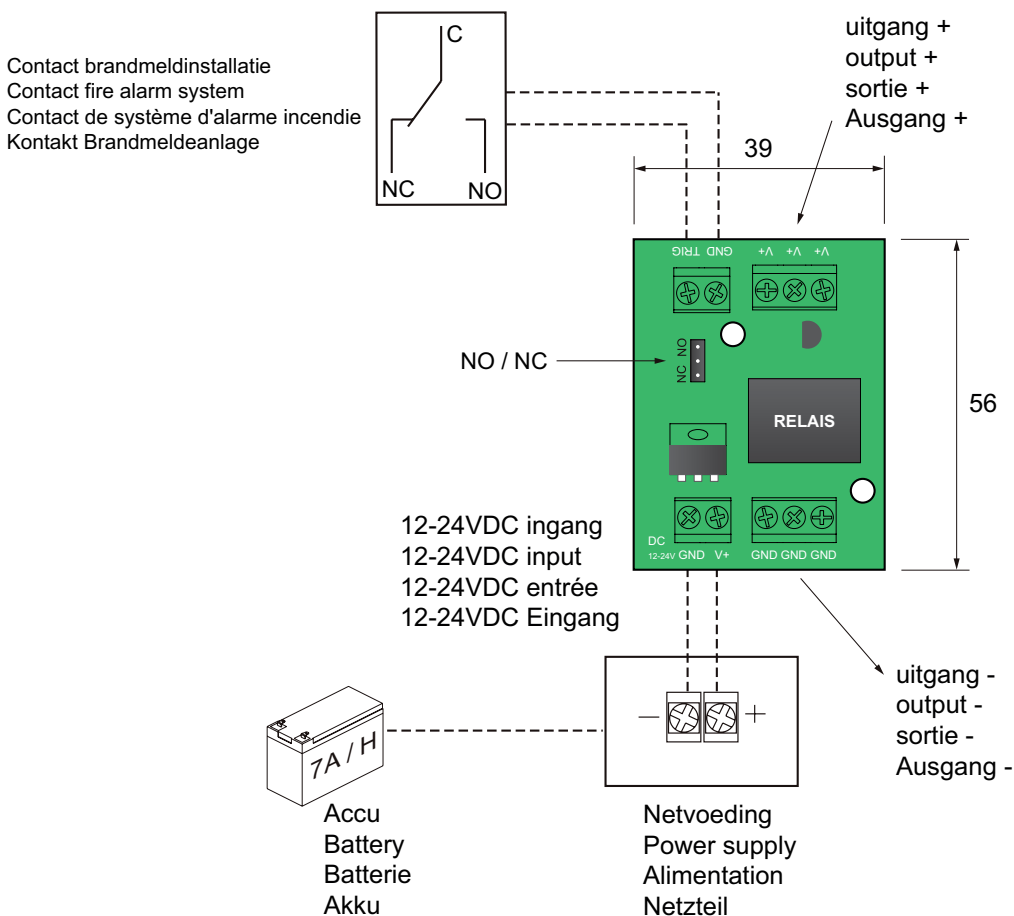 C
NC
NO
Contact brandmeldinstallatie
Contact fire alarm system
Contact de système d'alarme incendie
Kontakt Brandmeldeanlage
uitgang +
output +
sortie +
Ausgang +
39
TRIG GND
V+ V+ V+
NO / NC
NC NO
RELAIS
56
12-24VDC ingang
12-24VDC input
12-24VDC entrée
12-24VDC Eingang
DC
12-24V GND V+
GND GND GND
uitgang -
output -
sortie -
Ausgang -
– +
7A / H
Accu
Battery
Batterie
Akku
Netvoeding
Power supply
Alimentation
Netzteil